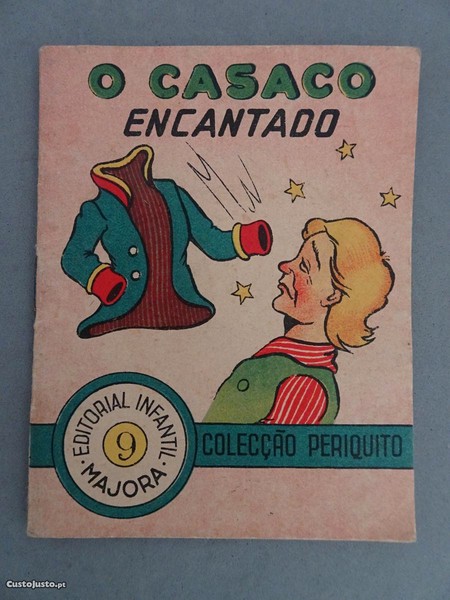 O CASACO
ENCANTADO
EDITORIAL INFANTIL
9
· MAJORA ·
COLECÇÃO PERIQUITO
CustoJusto.pt